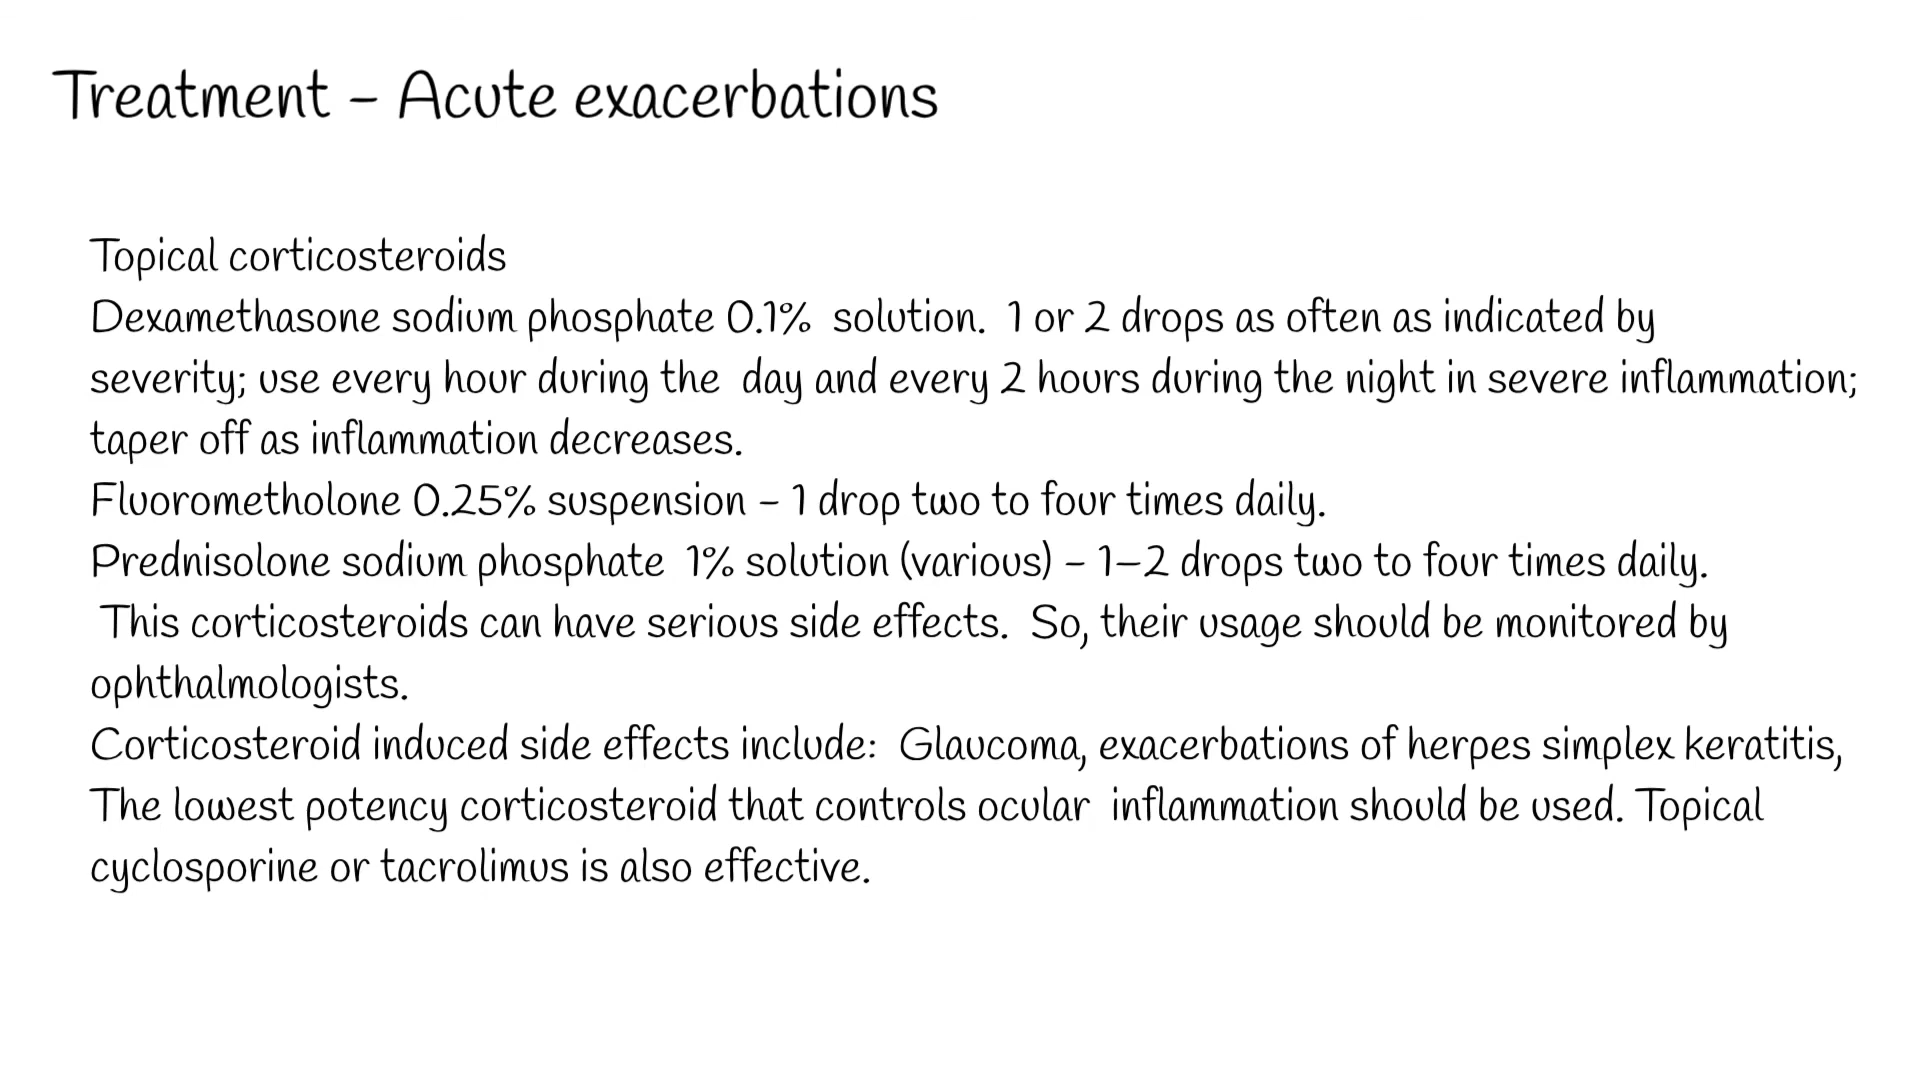 Treatment - Acute exacerbations
Topical corticosteroids
Dexamethasone sodium phosphate 0.1% solution. 1 or 2 drops as often as indicated by
severity; use every hour during the day and every 2 hours during the night in severe inflammation;
taper off as inflammation decreases.
Fluorometholone 0.25% suspension - 1 drop two to four times daily.
Prednisolone sodium phosphate 1% solution (various) - 1–2 drops two to four times daily.
This corticosteroids can have serious side effects. So, their usage should be monitored by
ophthalmologists.
Corticosteroid induced side effects include: Glaucoma, exacerbations of herpes simplex keratitis,
The lowest potency corticosteroid that controls ocular inflammation should be used. Topical
cyclosporine or tacrolimus is also effective.